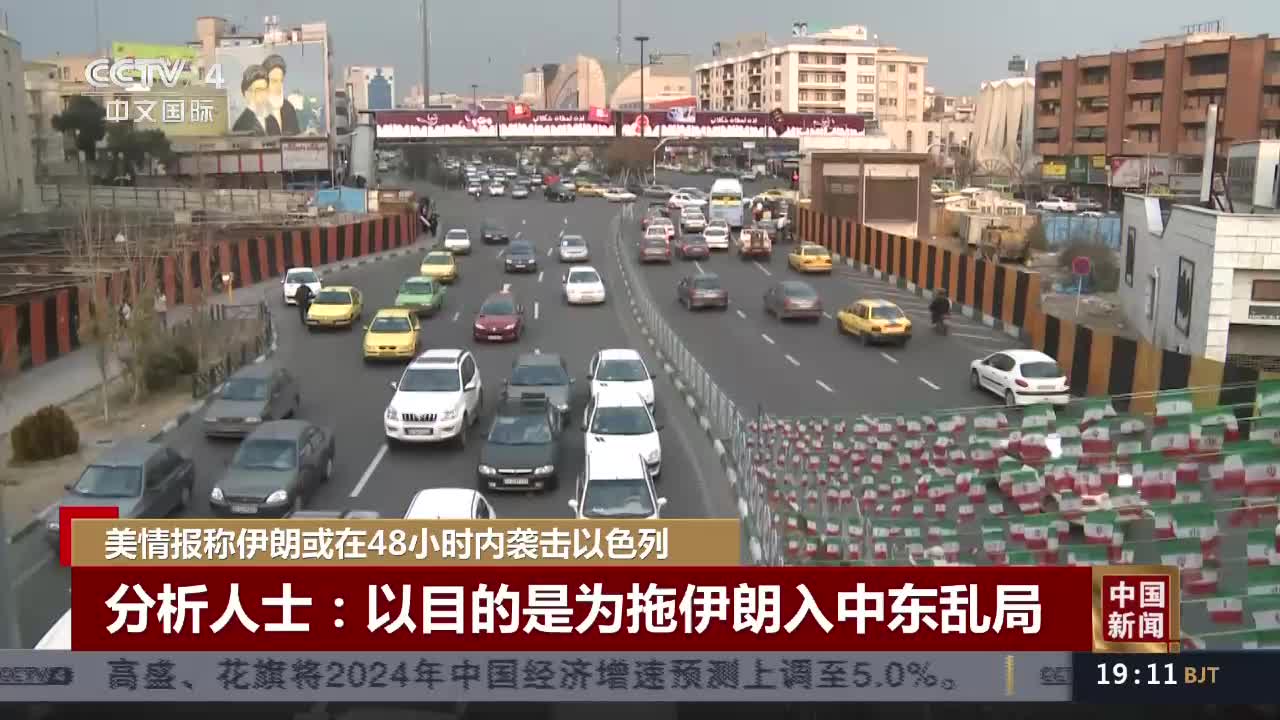 CCTV 4
中文国际
美情报称伊朗或在48小时内袭击以色列
分析人士：以目的是为拖伊朗入中东乱局
中国
新闻
CCTV 4 高盛、花旗将2024年中国经济增速预测上调至5.0%。
19:11 BJT